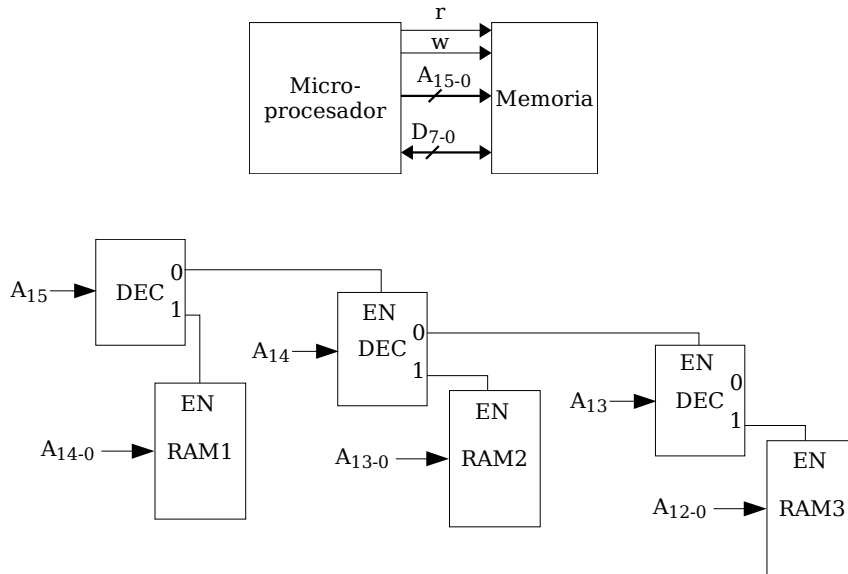 r
w
Micro-
procesador
A15-0
Memoria
D7-0
A15
DEC
0
1
EN
RAM1
A14-0
A14
EN
DEC
0
1
EN
RAM2
A13-0
A13
EN
DEC
0
1
EN
RAM3
A12-0